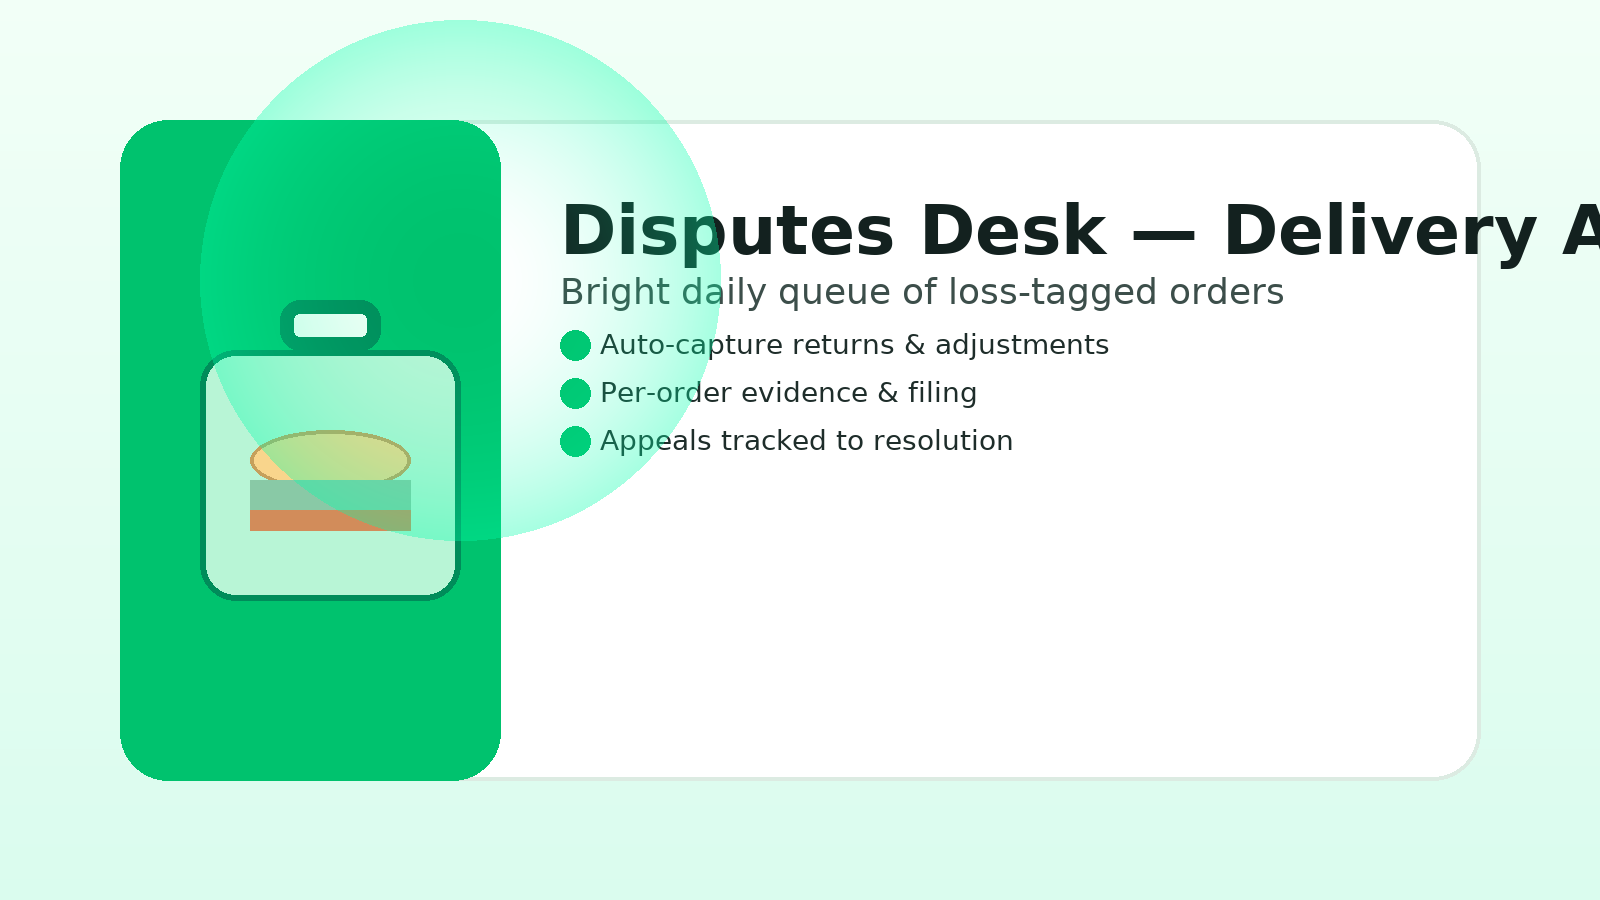 Disputes Desk — Delivery A
Bright daily queue of loss-tagged orders
Auto-capture returns & adjustments
Per-order evidence & filing
Appeals tracked to resolution